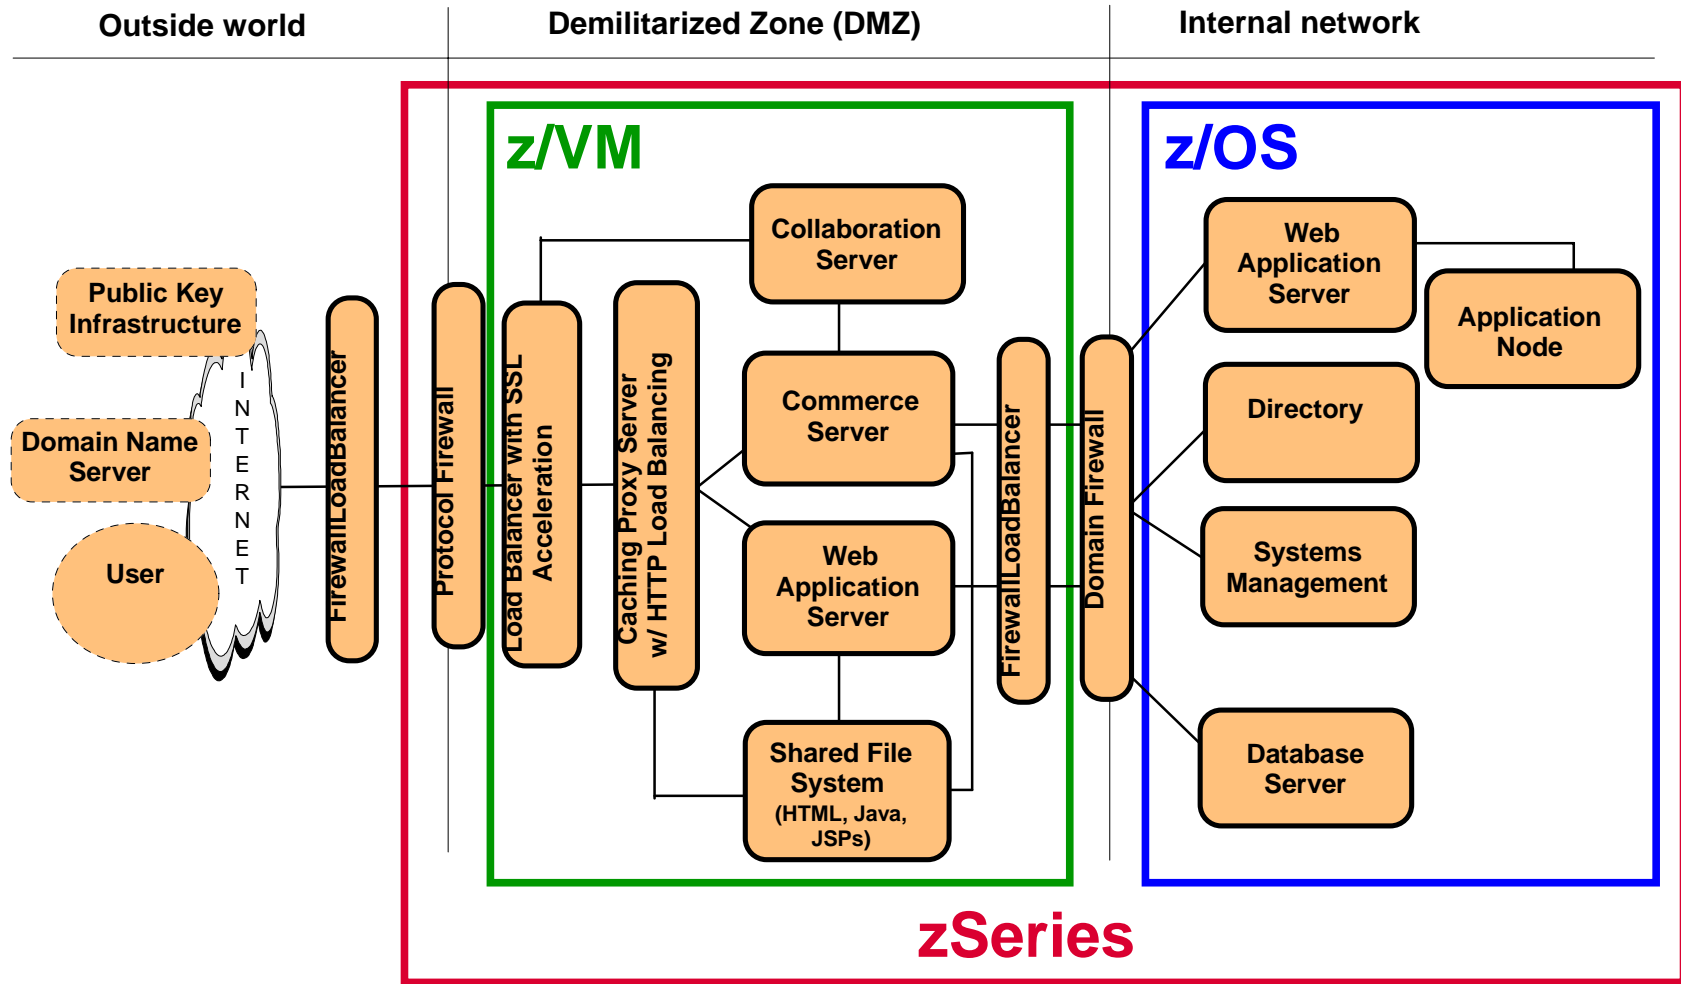 Outside world
Demilitarized Zone (DMZ)
Internal network
z/VM
z/OS
Public Key
Infrastructure
Domain Name
Server
User
INTERNET
FirewallLoadBalancer
Protocol Firewall
Load Balancer with SSL
Acceleration
Caching Proxy Server
w/ HTTP Load Balancing
Collaboration
Server
Commerce
Server
Web
Application
Server
Shared File
System
(HTML, Java,
JSPs)
FirewallLoadBalancer
Domain Firewall
Web
Application
Server
Application
Node
Directory
Systems
Management
Database
Server
zSeries